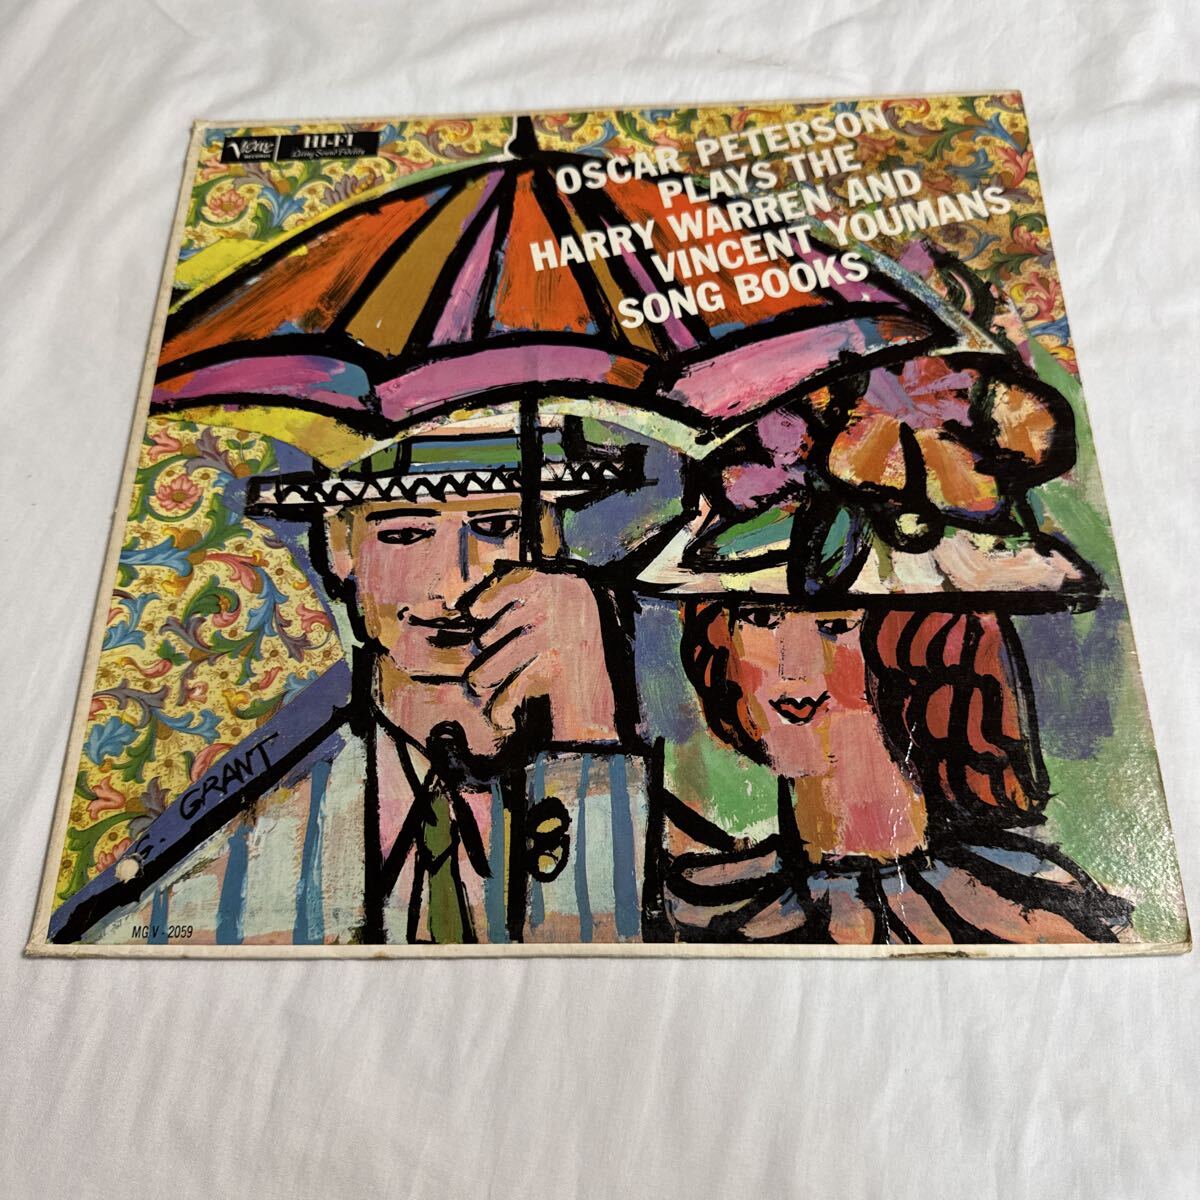 Verve
RECORDS
HI-FI
Living Sound Fidelity
OSCAR PETERSON
PLAYS THE
HARRY WARREN AND
VINCENT YOUMANS
SONG BOOKS
S. GRANT
MG V - 2059